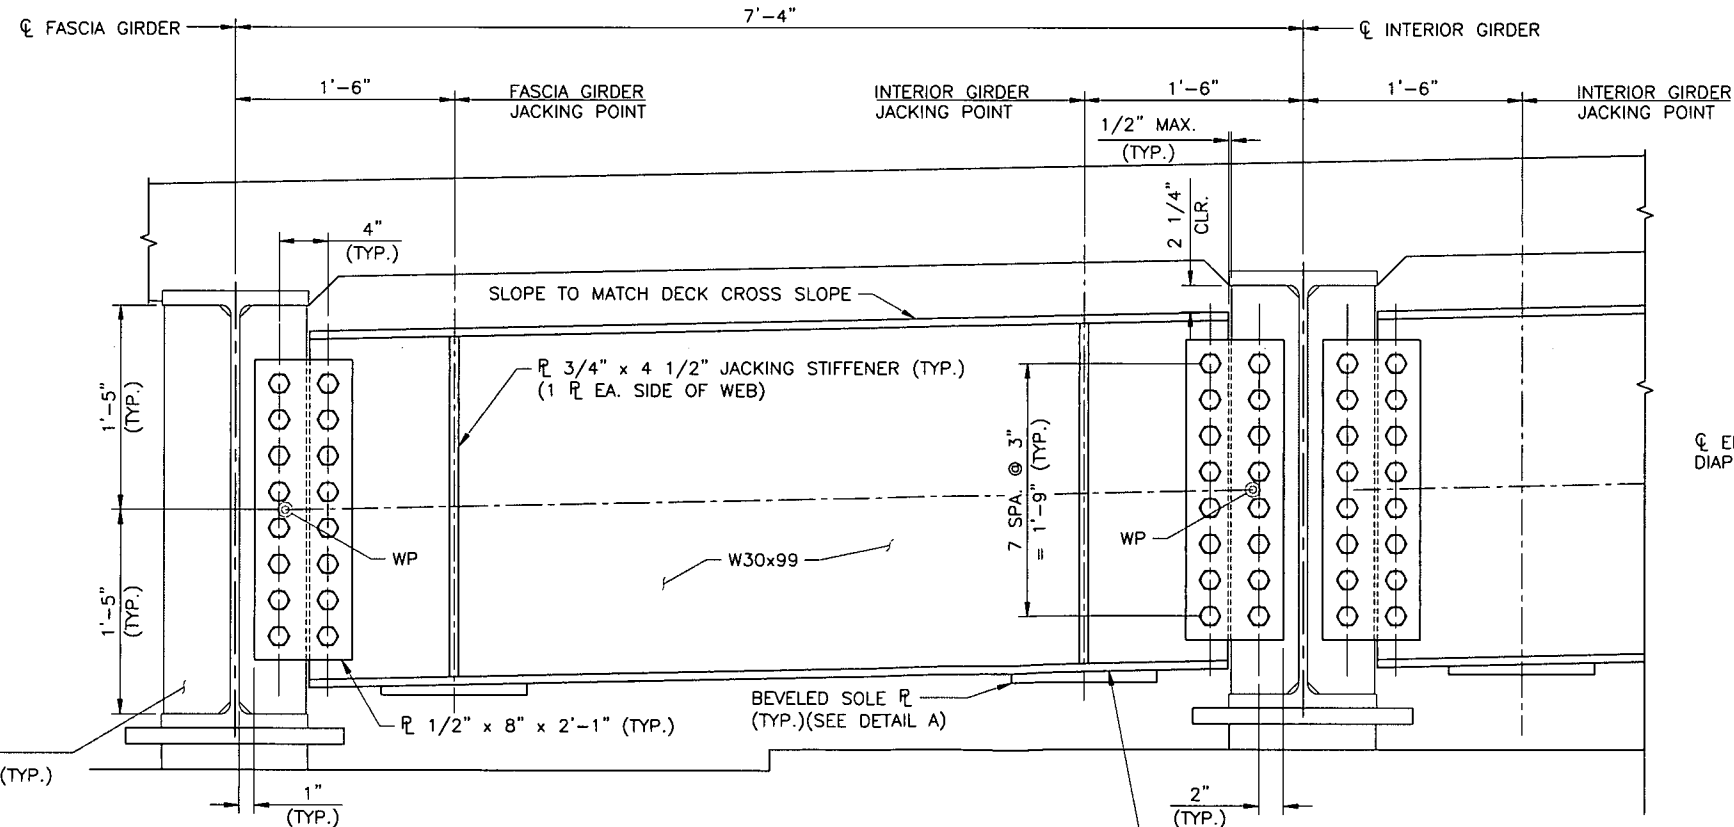 7'-4"
℄ FASCIA GIRDER
℄ INTERIOR GIRDER
1'-6"
FASCIA GIRDER
JACKING POINT
INTERIOR GIRDER
JACKING POINT
1'-6"
1'-6"
INTERIOR GIRDER
JACKING POINT
1/2" MAX.
(TYP.)
2 1/4"
CLR.
4"
(TYP.)
SLOPE TO MATCH DECK CROSS SLOPE
℞ 3/4" x 4 1/2" JACKING STIFFENER (TYP.)
(1 ℞ EA. SIDE OF WEB)
1'-5"
(TYP.)
7 SPA. @ 3"
= 1'-9" (TYP.)
℄
DIAP
WP
WP
W30x99
1'-5"
(TYP.)
BEVELED SOLE ℞
(TYP.)(SEE DETAIL A)
℞ 1/2" x 8" x 2'-1" (TYP.)
(TYP.)
1"
(TYP.)
2"
(TYP.)